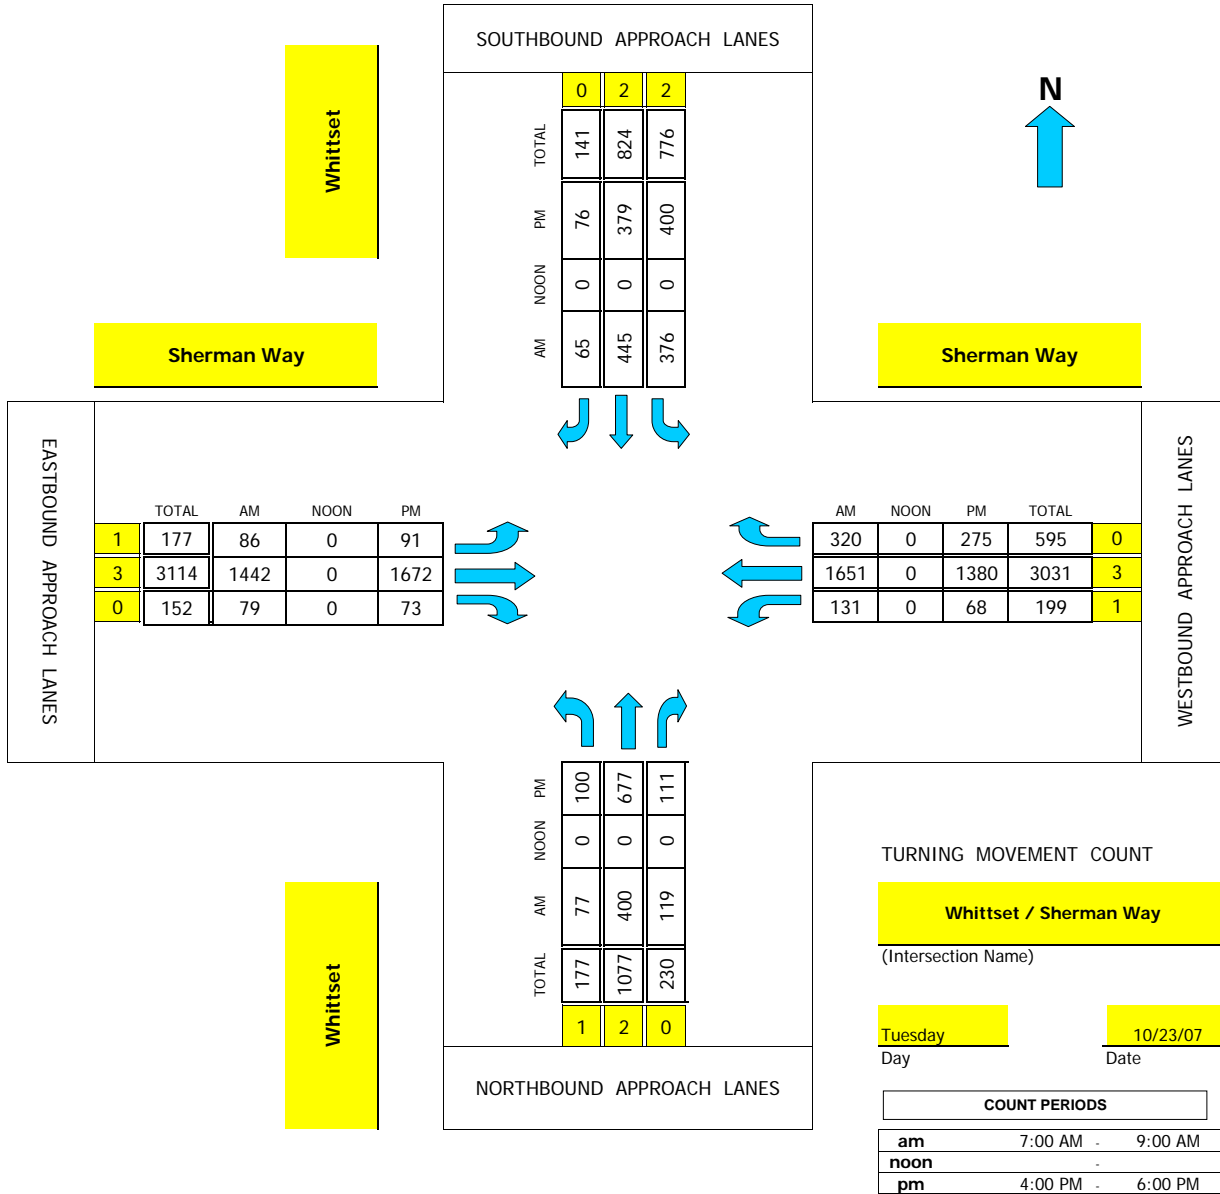 SOUTHBOUND APPROACH LANES
0 2 2
N
Whittset
TOTAL 141 824 776
PM 76 379 400
NOON 0 0 0
AM 65 445 376
Sherman Way
Sherman Way
EASTBOUND APPROACH LANES
TOTAL AM NOON PM
1 177 86 0 91
3 3114 1442 0 1672
0 152 79 0 73
AM NOON PM TOTAL
320 0 275 595 0
1651 0 1380 3031 3
131 0 68 199 1
WESTBOUND APPROACH LANES
PM 100 677 111
NOON 0 0 0
AM 77 400 119
TOTAL 177 1077 230
1 2 0
NORTHBOUND APPROACH LANES
Whittset
TURNING MOVEMENT COUNT
Whittset / Sherman Way
(Intersection Name)
Tuesday 10/23/07
Day Date
COUNT PERIODS
am 7:00 AM - 9:00 AM
noon -
pm 4:00 PM - 6:00 PM